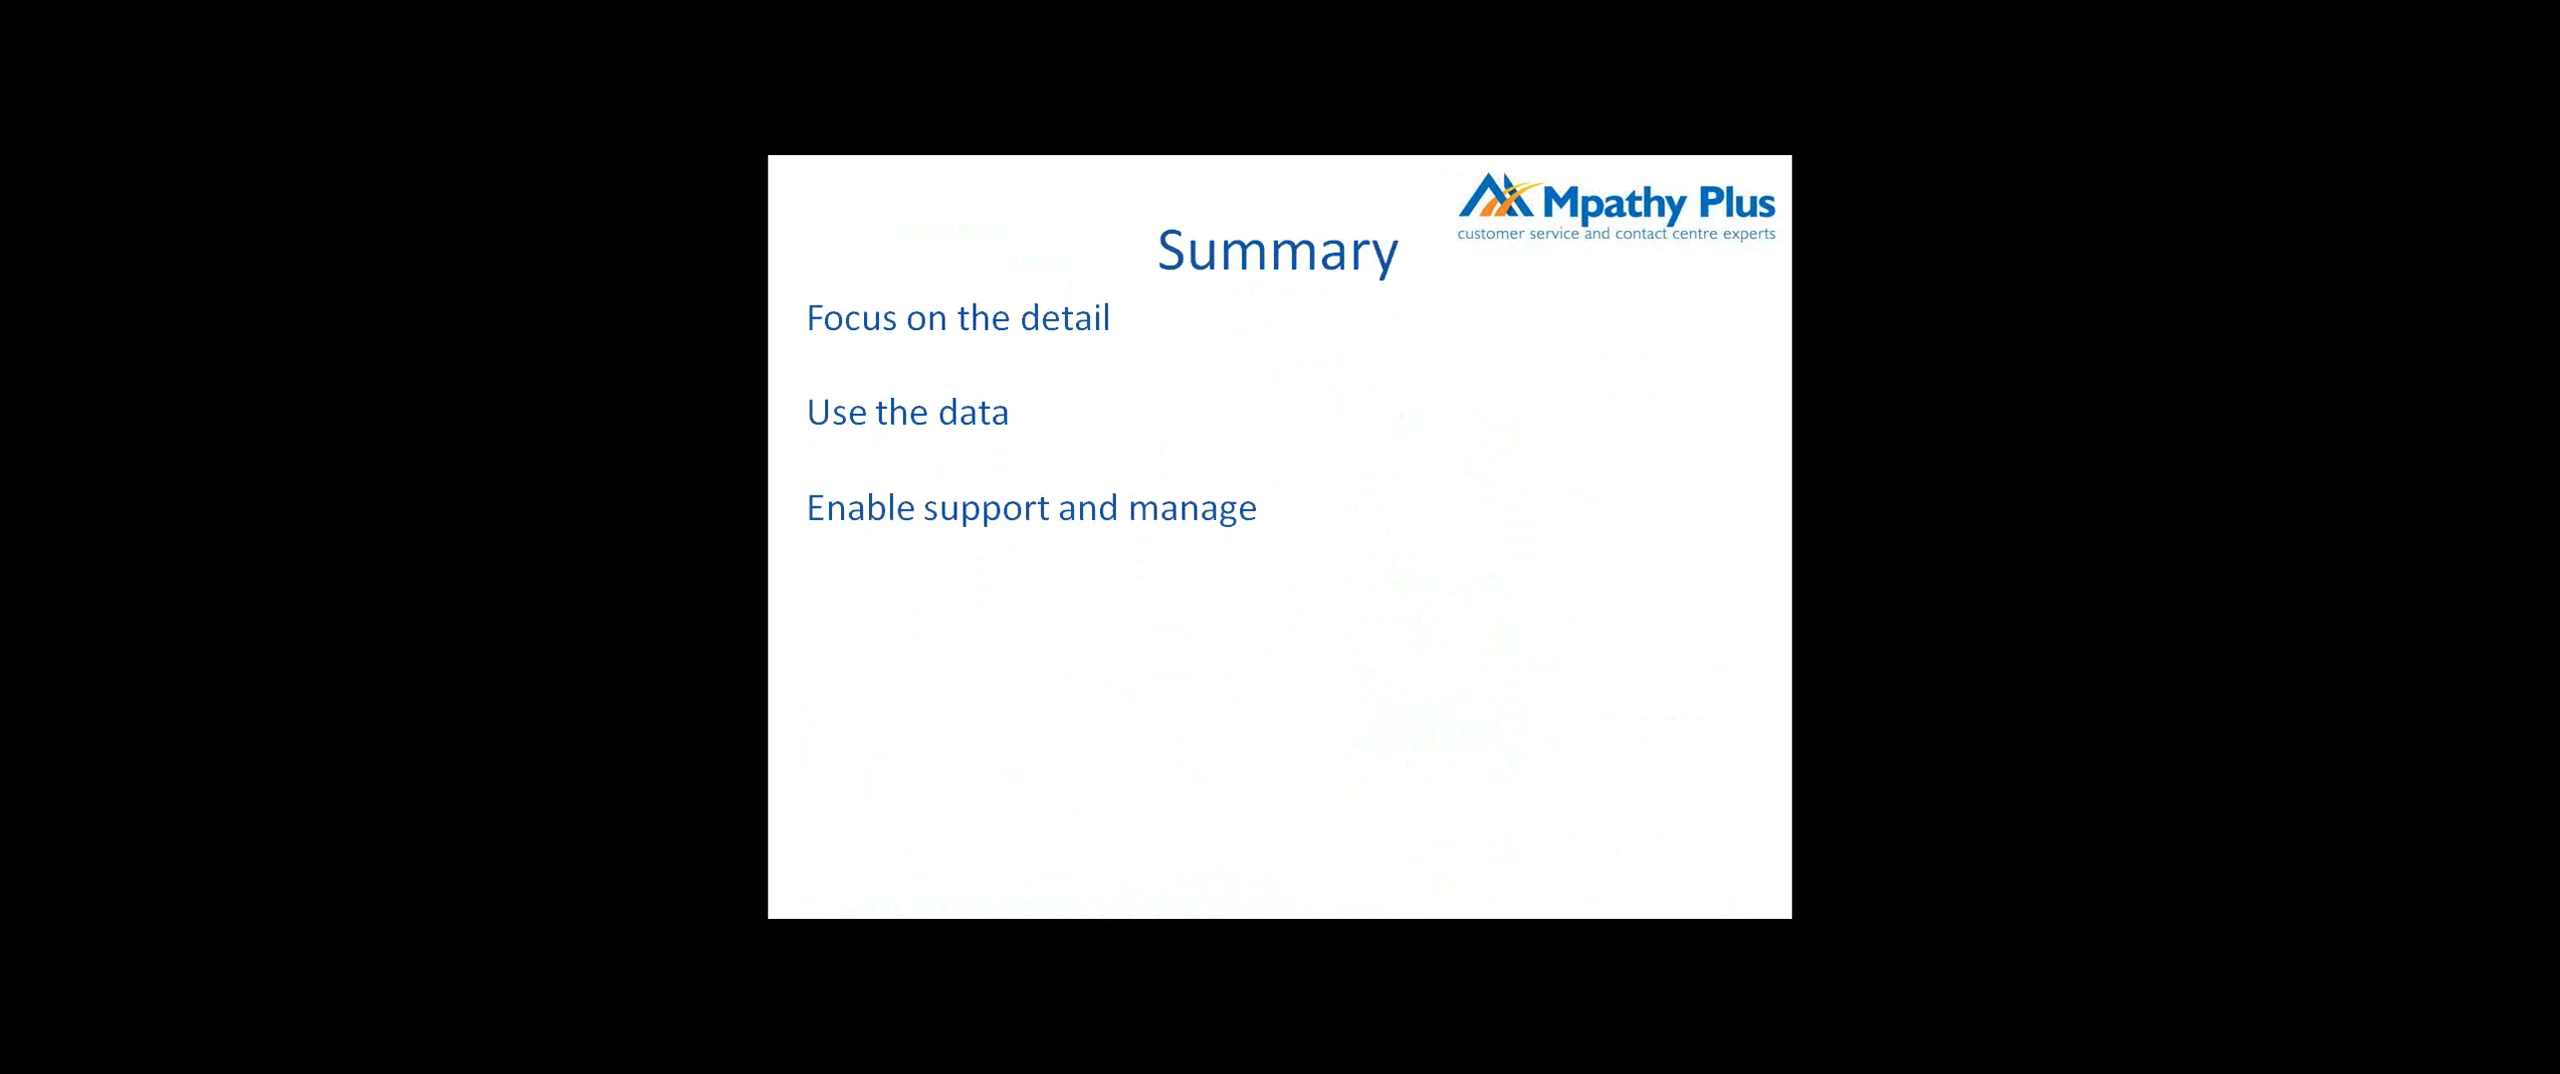 Mpathy Plus
customer service and contact centre experts
Summary
Focus on the detail
Use the data
Enable support and manage